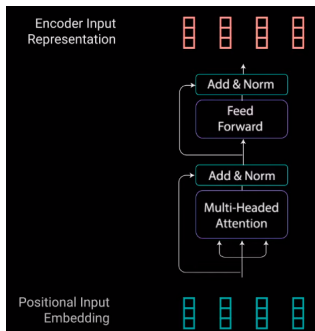 Encoder Input
Representation
Add & Norm
Feed
Forward
Add & Norm
Multi-Headed
Attention
Positional Input
Embedding